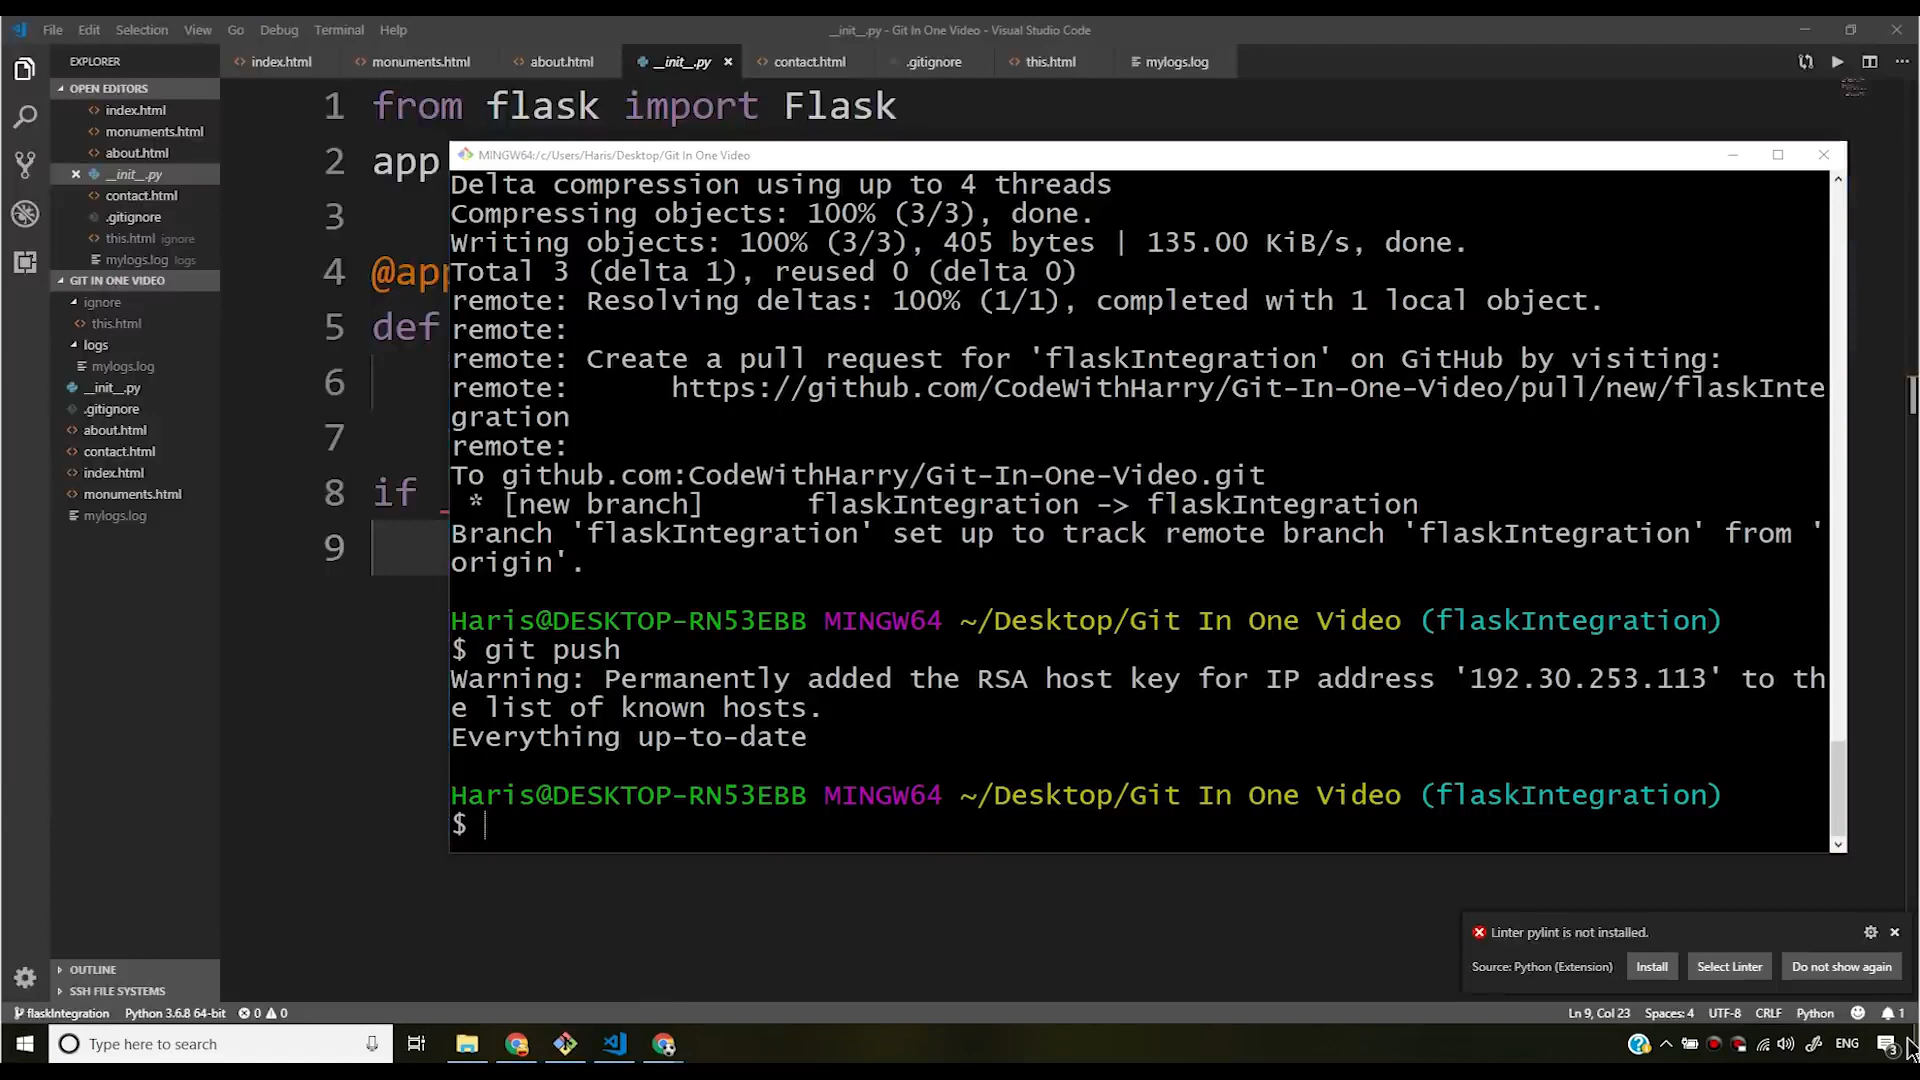 File Edit Selection View Go Debug Terminal Help
__init__.py - Git In One Video - Visual Studio Code
EXPLORER
index.html monuments.html about.html __init__.py contact.html .gitignore this.html mylogs.log
OPEN EDITORS
index.html
monuments.html
about.html
__init__.py
contact.html
.gitignore
this.html ignore
mylogs.log logs
GIT IN ONE VIDEO
ignore
this.html
logs
mylogs.log
__init__.py
.gitignore
about.html
contact.html
index.html
monuments.html
mylogs.log
OUTLINE
SSH FILE SYSTEMS
1 from flask import Flask
2 app
3
4 @app
5 def
6
7
8 if _
9
MINGW64:/c/Users/Haris/Desktop/Git In One Video
Delta compression using up to 4 threads
Compressing objects: 100% (3/3), done.
Writing objects: 100% (3/3), 405 bytes | 135.00 KiB/s, done.
Total 3 (delta 1), reused 0 (delta 0)
remote: Resolving deltas: 100% (1/1), completed with 1 local object.
remote:
remote: Create a pull request for 'flaskIntegration' on GitHub by visiting:
remote:      https://github.com/CodeWithHarry/Git-In-One-Video/pull/new/flaskInte
gration
remote:
To github.com:CodeWithHarry/Git-In-One-Video.git
* [new branch]      flaskIntegration -> flaskIntegration
Branch 'flaskIntegration' set up to track remote branch 'flaskIntegration' from '
origin'.
Haris@DESKTOP-RN53EBB MINGW64 ~/Desktop/Git In One Video (flaskIntegration)
$ git push
Warning: Permanently added the RSA host key for IP address '192.30.253.113' to th
e list of known hosts.
Everything up-to-date
Haris@DESKTOP-RN53EBB MINGW64 ~/Desktop/Git In One Video (flaskIntegration)
$
Linter pylint is not installed.
Source: Python (Extension) Install Select Linter Do not show again
flaskIntegration Python 3.6.8 64-bit 0 0 Ln 9, Col 23 Spaces: 4 UTF-8 CRLF Python 1
Type here to search ENG 3